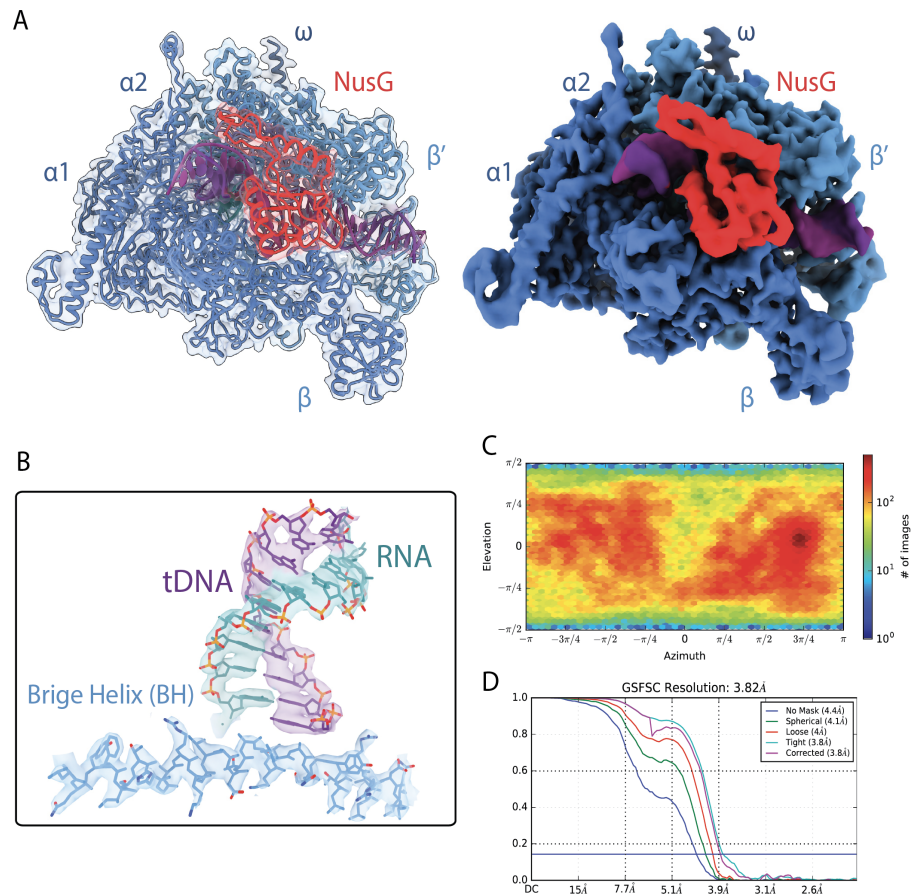 A
ω
α2
NusG
α1
β′
β
ω
α2
NusG
α1
β′
β
B
tDNA
RNA
Brige Helix (BH)
C
π/2
π/4
0
−π/4
−π/2
Elevation
−π −3π/4 −π/2 −π/4 0 π/4 π/2 3π/4 π
Azimuth
10²
10¹
10⁰
# of images
D
GSFSC Resolution: 3.82Å
1.0
0.8
0.6
0.4
0.2
0.0
No Mask (4.4Å)
Spherical (4.1Å)
Loose (4Å)
Tight (3.8Å)
Corrected (3.8Å)
DC 15Å 7.7Å 5.1Å 3.9Å 3.1Å 2.6Å